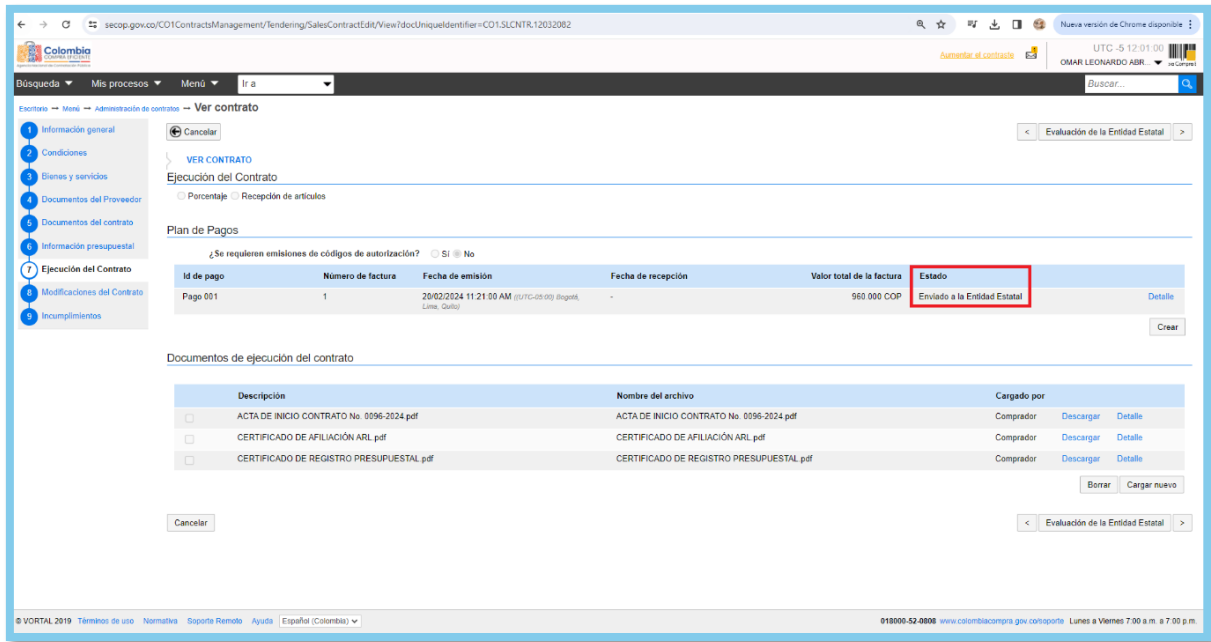 secop.gov.co/CO1ContractsManagement/Tendering/SalesContractEdit/View?docUniqueIdentifier=CO1.SLCNTR.12032082
Nueva versión de Chrome disponible
Colombia
COMPRA EFICIENTE
Aumentar el contraste
UTC -5 12:01:00
OMAR LEONARDO ABR...
Búsqueda Mis procesos Menú Ir a Buscar...
Escritorio → Menú → Administración de contratos → Ver contrato
1 Información general
2 Condiciones
3 Bienes y servicios
4 Documentos del Proveedor
5 Documentos del contrato
6 Información presupuestal
7 Ejecución del Contrato
8 Modificaciones del Contrato
9 Incumplimientos
Cancelar < Evaluación de la Entidad Estatal >
VER CONTRATO
Ejecución del Contrato
Porcentaje Recepción de artículos
Plan de Pagos
¿Se requieren emisiones de códigos de autorización? Sí No
Id de pago Número de factura Fecha de emisión Fecha de recepción Valor total de la factura Estado
Pago 001 1 20/02/2024 11:21:00 AM ((UTC-05:00) Bogotá, - 960.000 COP Enviado a la Entidad Estatal Detalle
Lima, Quito)
Crear
Documentos de ejecución del contrato
Descripción Nombre del archivo Cargado por
ACTA DE INICIO CONTRATO No. 0096-2024.pdf ACTA DE INICIO CONTRATO No. 0096-2024.pdf Comprador Descargar Detalle
CERTIFICADO DE AFILIACIÓN ARL.pdf CERTIFICADO DE AFILIACIÓN ARL.pdf Comprador Descargar Detalle
CERTIFICADO DE REGISTRO PRESUPUESTAL.pdf CERTIFICADO DE REGISTRO PRESUPUESTAL.pdf Comprador Descargar Detalle
Borrar Cargar nuevo
Cancelar < Evaluación de la Entidad Estatal >
© VORTAL 2019 Términos de uso Normativa Soporte Remoto Ayuda Español (Colombia) 018000-52-0808 www.colombiacompra.gov.co/soporte Lunes a Viernes 7:00 a.m. a 7:00 p.m.